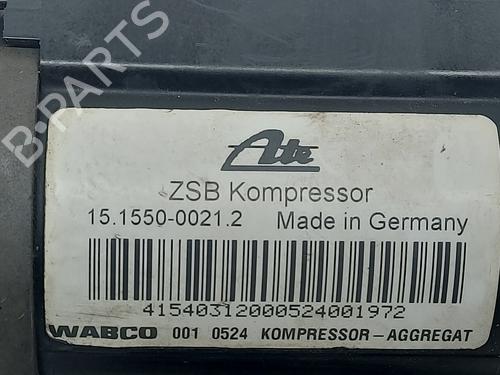 B-PARTS
Ate
ZSB Kompressor
15.1550-0021.2 Made in Germany
41540312000524001972
WABCO 001 0524 KOMPRESSOR-AGGREGAT